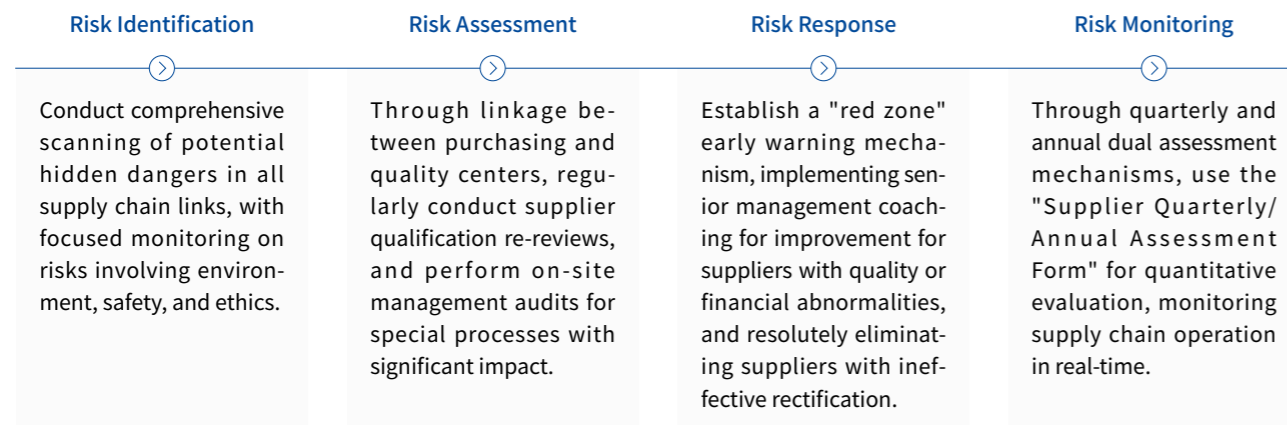 Risk Identification
Conduct comprehensive
scanning of potential
hidden dangers in all
supply chain links, with
focused monitoring on
risks involving environ-
ment, safety, and ethics.
Risk Assessment
Through linkage be-
tween purchasing and
quality centers, regu-
larly conduct supplier
qualification re-reviews,
and perform on-site
management audits for
special processes with
significant impact.
Risk Response
Establish a "red zone"
early warning mecha-
nism, implementing sen-
ior management coach-
ing for improvement for
suppliers with quality or
financial abnormalities,
and resolutely eliminat-
ing suppliers with inef-
fective rectification.
Risk Monitoring
Through quarterly and
annual dual assessment
mechanisms, use the
"Supplier Quarterly/
Annual Assessment
Form" for quantitative
evaluation, monitoring
supply chain operation
in real-time.